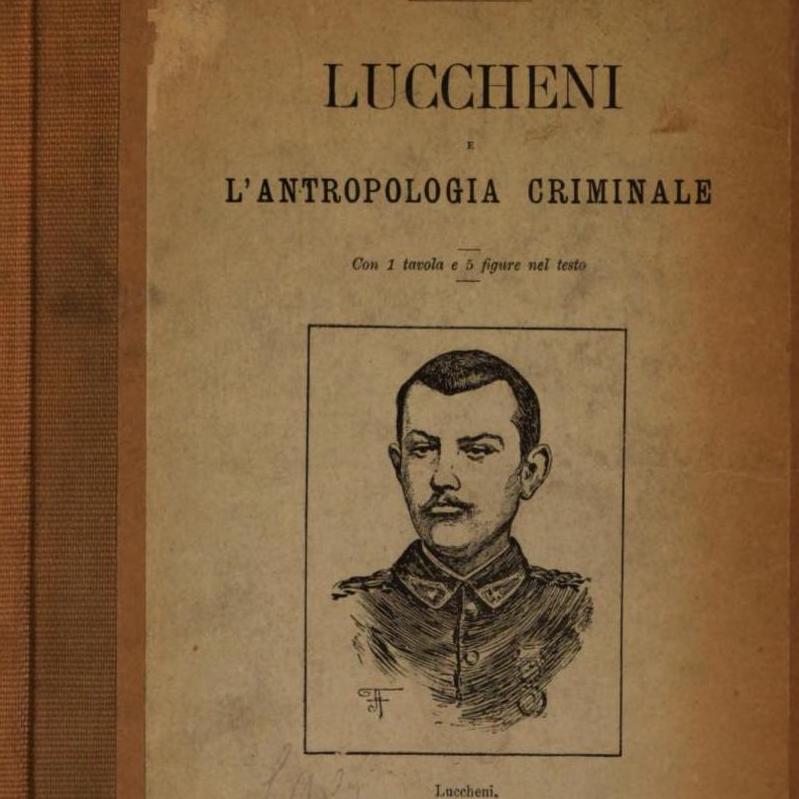 LUCCHENI
E
L'ANTROPOLOGIA CRIMINALE
Con 1 tavola e 5 figure nel testo
Luccheni.